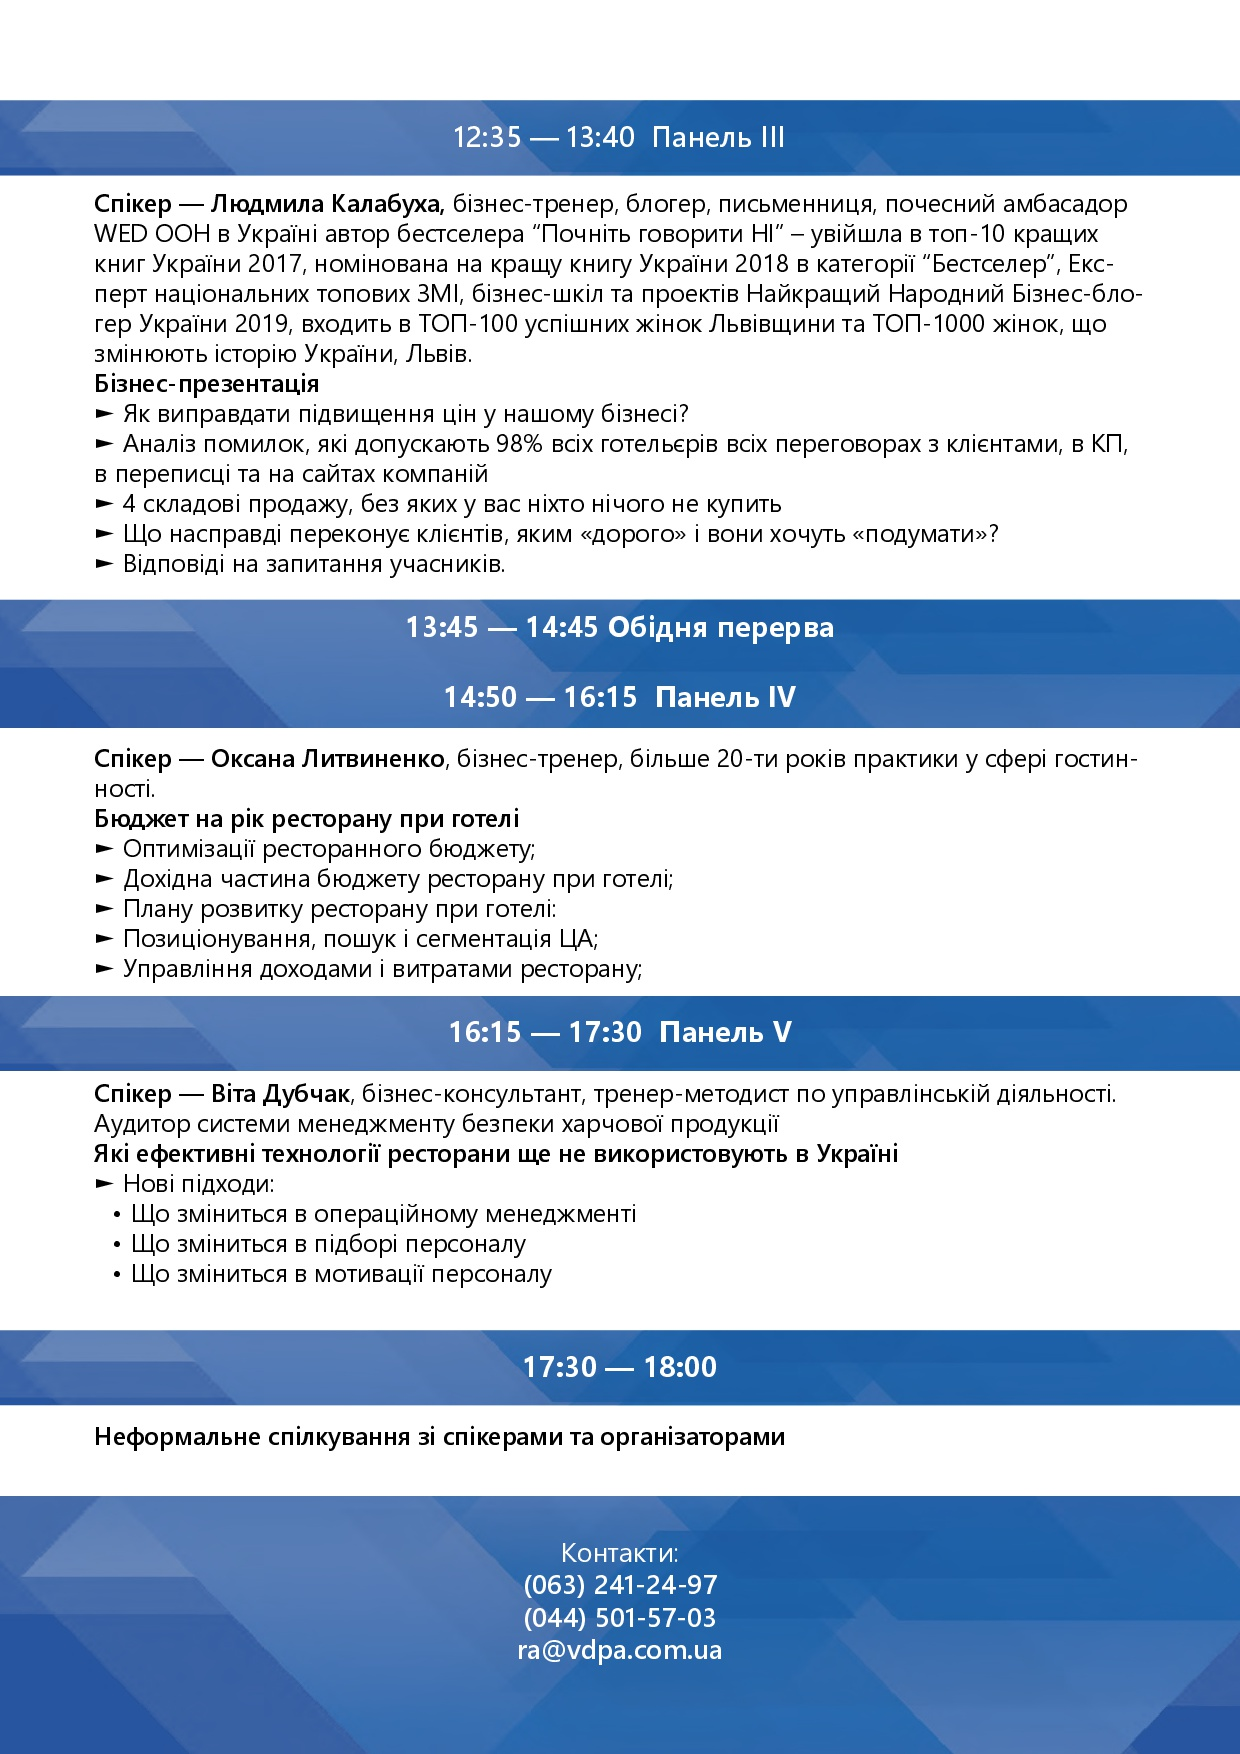 12:35 — 13:40  Панель III
Спікер — Людмила Калабуха, бізнес-тренер, блогер, письменниця, почесний амбасадор
WED ООН в Україні автор бестселера “Почніть говорити НІ” – увійшла в топ-10 кращих
книг України 2017, номінована на кращу книгу України 2018 в категорії “Бестселер”, Екс-
перт національних топових ЗМІ, бізнес-шкіл та проектів Найкращий Народний Бізнес-бло-
гер України 2019, входить в ТОП-100 успішних жінок Львівщини та ТОП-1000 жінок, що
змінюють історію України, Львів.
Бізнес-презентація
► Як виправдати підвищення цін у нашому бізнесі?
► Аналіз помилок, які допускають 98% всіх готельєрів всіх переговорах з клієнтами, в КП,
в переписці та на сайтах компаній
► 4 складові продажу, без яких у вас ніхто нічого не купить
► Що насправді переконує клієнтів, яким «дорого» і вони хочуть «подумати»?
► Відповіді на запитання учасників.
13:45 — 14:45 Обідня перерва
14:50 — 16:15  Панель IV
Спікер — Оксана Литвиненко, бізнес-тренер, більше 20-ти років практики у сфері гостин-
ності.
Бюджет на рік ресторану при готелі
► Оптимізації ресторанного бюджету;
► Дохідна частина бюджету ресторану при готелі;
► Плану розвитку ресторану при готелі:
► Позиціонування, пошук і сегментація ЦА;
► Управління доходами і витратами ресторану;
16:15 — 17:30  Панель V
Спікер — Віта Дубчак, бізнес-консультант, тренер-методист по управлінській діяльності.
Аудитор системи менеджменту безпеки харчової продукції
Які ефективні технології ресторани ще не використовують в Україні
► Нові підходи:
• Що зміниться в операційному менеджменті
• Що зміниться в підборі персоналу
• Що зміниться в мотивації персоналу
17:30 — 18:00
Неформальне спілкування зі спікерами та організаторами
Контакти:
(063) 241-24-97
(044) 501-57-03
ra@vdpa.com.ua